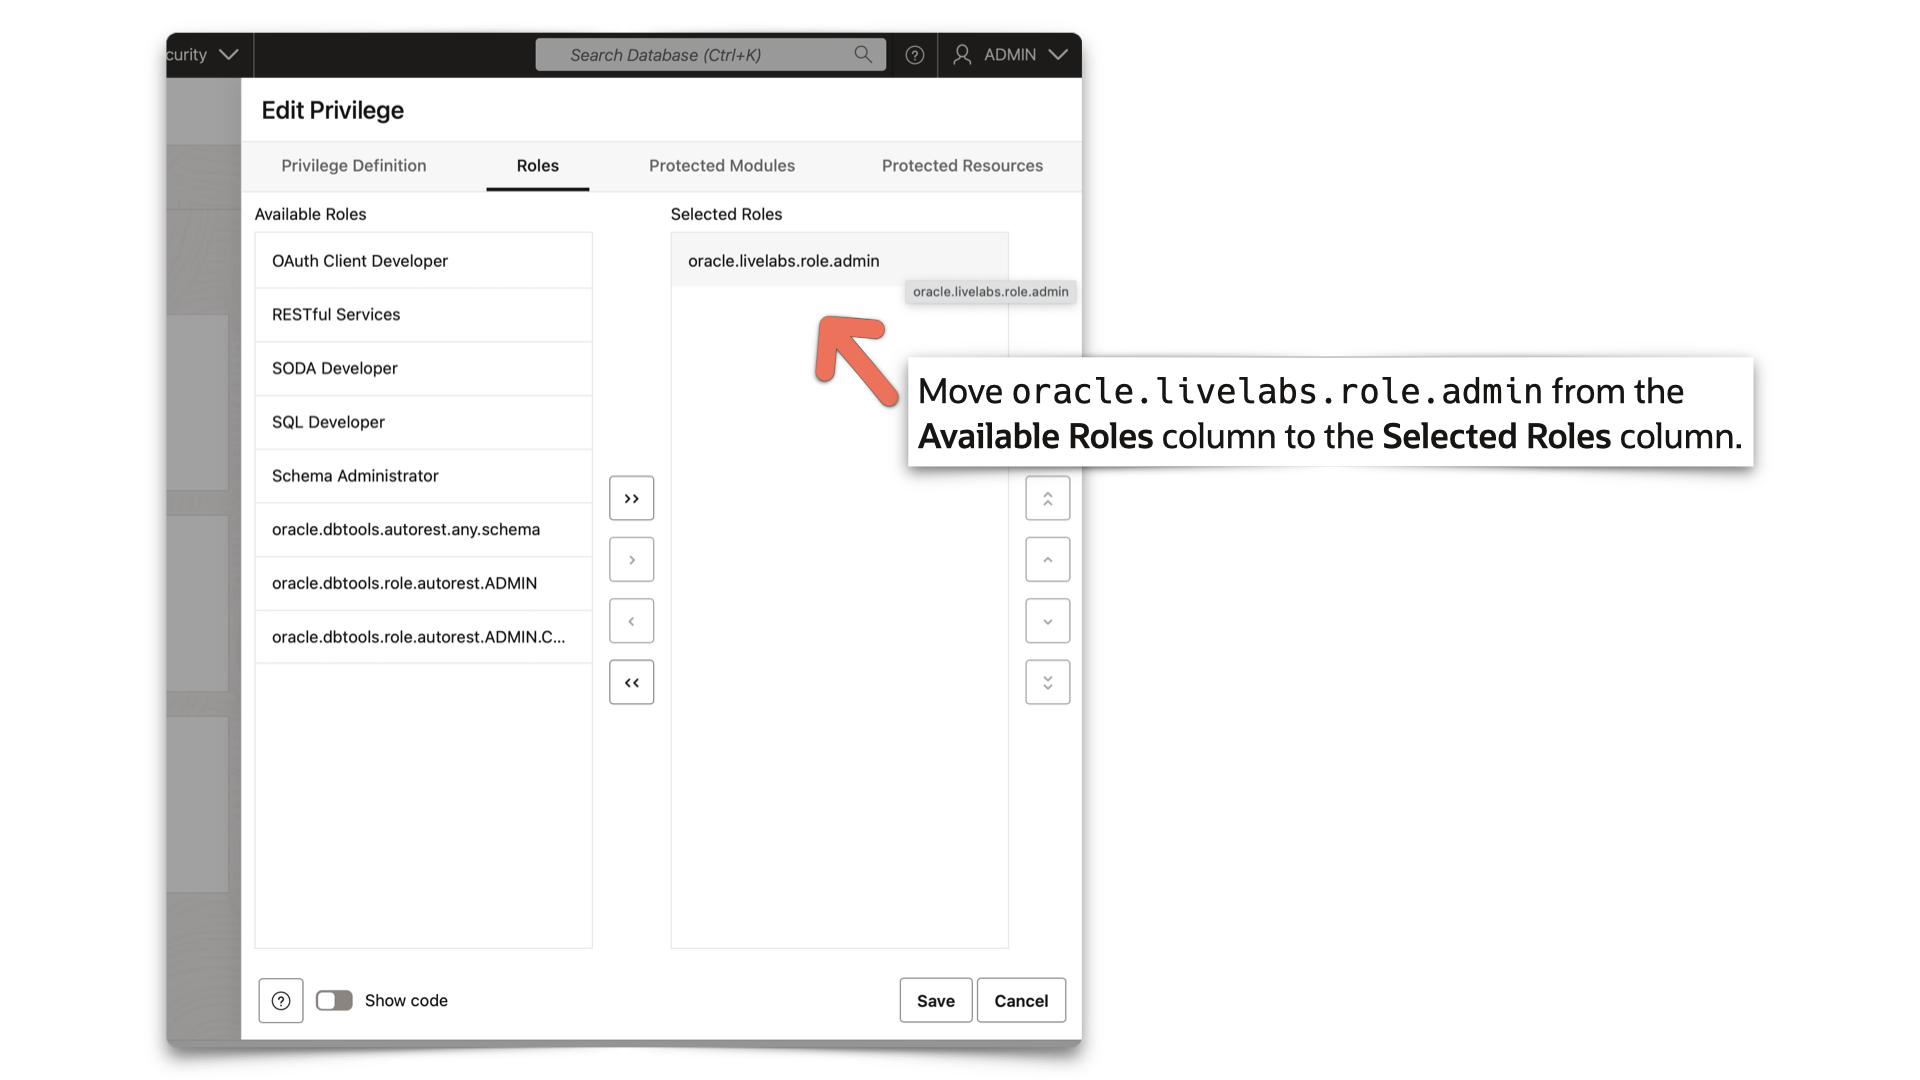 curity
Search Database (Ctrl+K)
ADMIN
Edit Privilege
Privilege Definition
Roles
Protected Modules
Protected Resources
Available Roles
OAuth Client Developer
RESTful Services
SODA Developer
SQL Developer
Schema Administrator
oracle.dbtools.autorest.any.schema
oracle.dbtools.role.autorest.ADMIN
oracle.dbtools.role.autorest.ADMIN.C...
Selected Roles
oracle.livelabs.role.admin
oracle.livelabs.role.admin
Move oracle.livelabs.role.admin from the
Available Roles column to the Selected Roles column.
Show code
Save
Cancel